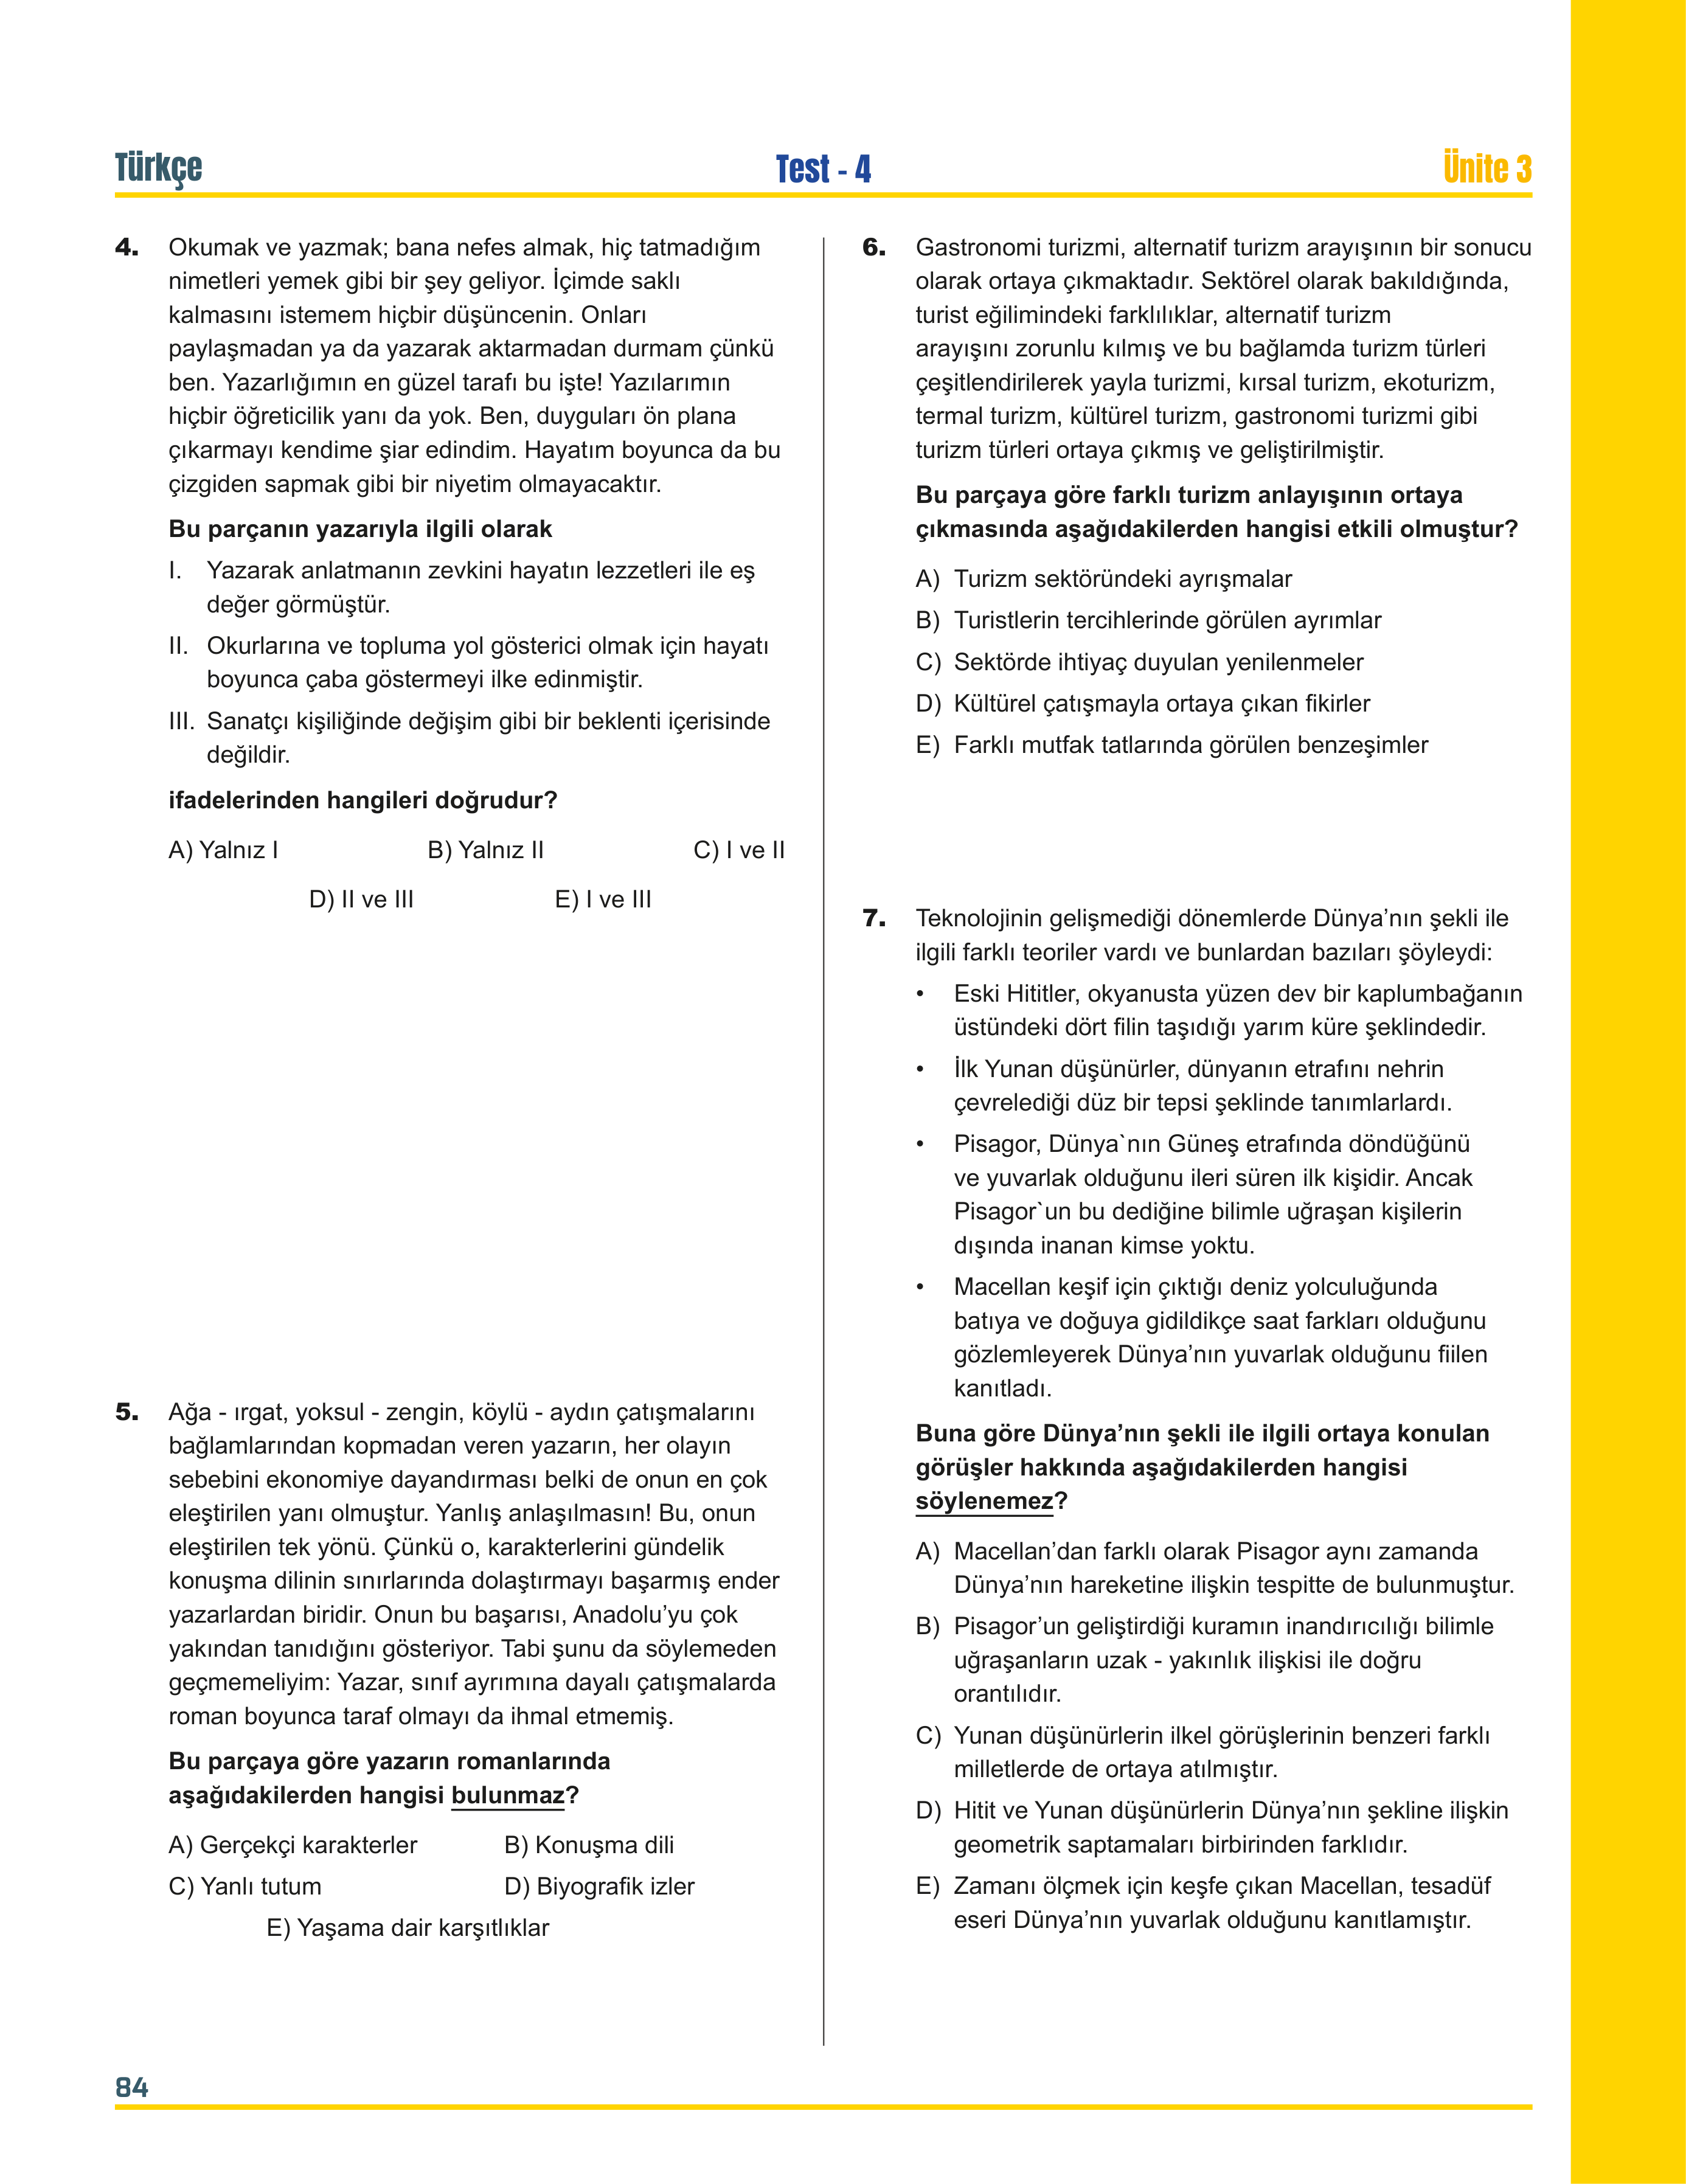 Türkçe
Test - 4
Ünite 3
4. Okumak ve yazmak; bana nefes almak, hiç tatmadığım
nimetleri yemek gibi bir şey geliyor. İçimde saklı
kalmasını istemem hiçbir düşüncenin. Onları
paylaşmadan ya da yazarak aktarmadan durmam çünkü
ben. Yazarlığımın en güzel tarafı bu işte! Yazılarımın
hiçbir öğreticilik yanı da yok. Ben, duyguları ön plana
çıkarmayı kendime şiar edindim. Hayatım boyunca da bu
çizgiden sapmak gibi bir niyetim olmayacaktır.
Bu parçanın yazarıyla ilgili olarak
I. Yazarak anlatmanın zevkini hayatın lezzetleri ile eş
değer görmüştür.
II. Okurlarına ve topluma yol gösterici olmak için hayatı
boyunca çaba göstermeyi ilke edinmiştir.
III. Sanatçı kişiliğinde değişim gibi bir beklenti içerisinde
değildir.
ifadelerinden hangileri doğrudur?
A) Yalnız I B) Yalnız II C) I ve II
D) II ve III E) I ve III
5. Ağa - ırgat, yoksul - zengin, köylü - aydın çatışmalarını
bağlamlarından kopmadan veren yazarın, her olayın
sebebini ekonomiye dayandırması belki de onun en çok
eleştirilen yanı olmuştur. Yanlış anlaşılmasın! Bu, onun
eleştirilen tek yönü. Çünkü o, karakterlerini gündelik
konuşma dilinin sınırlarında dolaştırmayı başarmış ender
yazarlardan biridir. Onun bu başarısı, Anadolu’yu çok
yakından tanıdığını gösteriyor. Tabi şunu da söylemeden
geçmemeliyim: Yazar, sınıf ayrımına dayalı çatışmalarda
roman boyunca taraf olmayı da ihmal etmemiş.
Bu parçaya göre yazarın romanlarında
aşağıdakilerden hangisi bulunmaz?
A) Gerçekçi karakterler B) Konuşma dili
C) Yanlı tutum D) Biyografik izler
E) Yaşama dair karşıtlıklar
6. Gastronomi turizmi, alternatif turizm arayışının bir sonucu
olarak ortaya çıkmaktadır. Sektörel olarak bakıldığında,
turist eğilimindeki farklılıklar, alternatif turizm
arayışını zorunlu kılmış ve bu bağlamda turizm türleri
çeşitlendirilerek yayla turizmi, kırsal turizm, ekoturizm,
termal turizm, kültürel turizm, gastronomi turizmi gibi
turizm türleri ortaya çıkmış ve geliştirilmiştir.
Bu parçaya göre farklı turizm anlayışının ortaya
çıkmasında aşağıdakilerden hangisi etkili olmuştur?
A) Turizm sektöründeki ayrışmalar
B) Turistlerin tercihlerinde görülen ayrımlar
C) Sektörde ihtiyaç duyulan yenilenmeler
D) Kültürel çatışmayla ortaya çıkan fikirler
E) Farklı mutfak tatlarında görülen benzeşimler
7. Teknolojinin gelişmediği dönemlerde Dünya’nın şekli ile
ilgili farklı teoriler vardı ve bunlardan bazıları şöyleydi:
• Eski Hititler, okyanusta yüzen dev bir kaplumbağanın
üstündeki dört filin taşıdığı yarım küre şeklindedir.
• İlk Yunan düşünürler, dünyanın etrafını nehrin
çevrelediği düz bir tepsi şeklinde tanımlarlardı.
• Pisagor, Dünya`nın Güneş etrafında döndüğünü
ve yuvarlak olduğunu ileri süren ilk kişidir. Ancak
Pisagor`un bu dediğine bilimle uğraşan kişilerin
dışında inanan kimse yoktu.
• Macellan keşif için çıktığı deniz yolculuğunda
batıya ve doğuya gidildikçe saat farkları olduğunu
gözlemleyerek Dünya’nın yuvarlak olduğunu fiilen
kanıtladı.
Buna göre Dünya’nın şekli ile ilgili ortaya konulan
görüşler hakkında aşağıdakilerden hangisi
söylenemez?
A) Macellan’dan farklı olarak Pisagor aynı zamanda
Dünya’nın hareketine ilişkin tespitte de bulunmuştur.
B) Pisagor’un geliştirdiği kuramın inandırıcılığı bilimle
uğraşanların uzak - yakınlık ilişkisi ile doğru
orantılıdır.
C) Yunan düşünürlerin ilkel görüşlerinin benzeri farklı
milletlerde de ortaya atılmıştır.
D) Hitit ve Yunan düşünürlerin Dünya’nın şekline ilişkin
geometrik saptamaları birbirinden farklıdır.
E) Zamanı ölçmek için keşfe çıkan Macellan, tesadüf
eseri Dünya’nın yuvarlak olduğunu kanıtlamıştır.
84